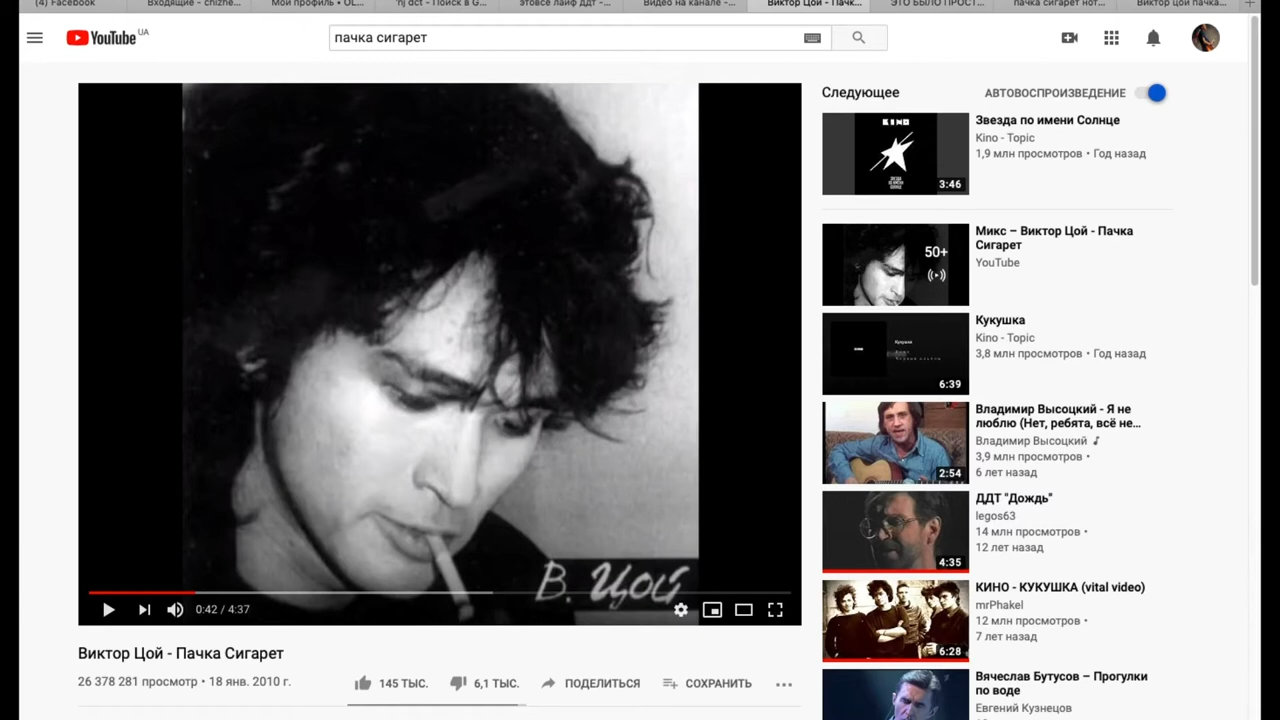 (4) Facebook
Входящие - chizhe...
Мой профиль • OL...
'hj dct - Поиск в G...
этовсе лайф ддт -...
Видео на канале -...
Виктор Цой - Пачк...
ЭТО БЫЛО ПРОСТ...
пачка сигарет нот...
Виктор цой пачка...
YouTube UA
пачка сигарет
В. Цой
0:42 / 4:37
Виктор Цой - Пачка Сигарет
26 378 281 просмотр • 18 янв. 2010 г.
145 ТЫС.
6,1 ТЫС.
ПОДЕЛИТЬСЯ
СОХРАНИТЬ
Следующее
АВТОВОСПРОИЗВЕДЕНИЕ
KINO
3:46
Звезда по имени Солнце
Kino - Topic
1,9 млн просмотров • Год назад
50+
Микс – Виктор Цой - Пачка
Сигарет
YouTube
Кукушка
6:39
Кукушка
Kino - Topic
3,8 млн просмотров • Год назад
2:54
Владимир Высоцкий - Я не
люблю (Нет, ребята, всё не...
Владимир Высоцкий
3,9 млн просмотров •
6 лет назад
4:35
ДДТ "Дождь"
legos63
14 млн просмотров •
12 лет назад
6:28
КИНО - КУКУШКА (vital video)
mrPhakel
12 млн просмотров •
7 лет назад
Вячеслав Бутусов – Прогулки
по воде
Евгений Кузнецов